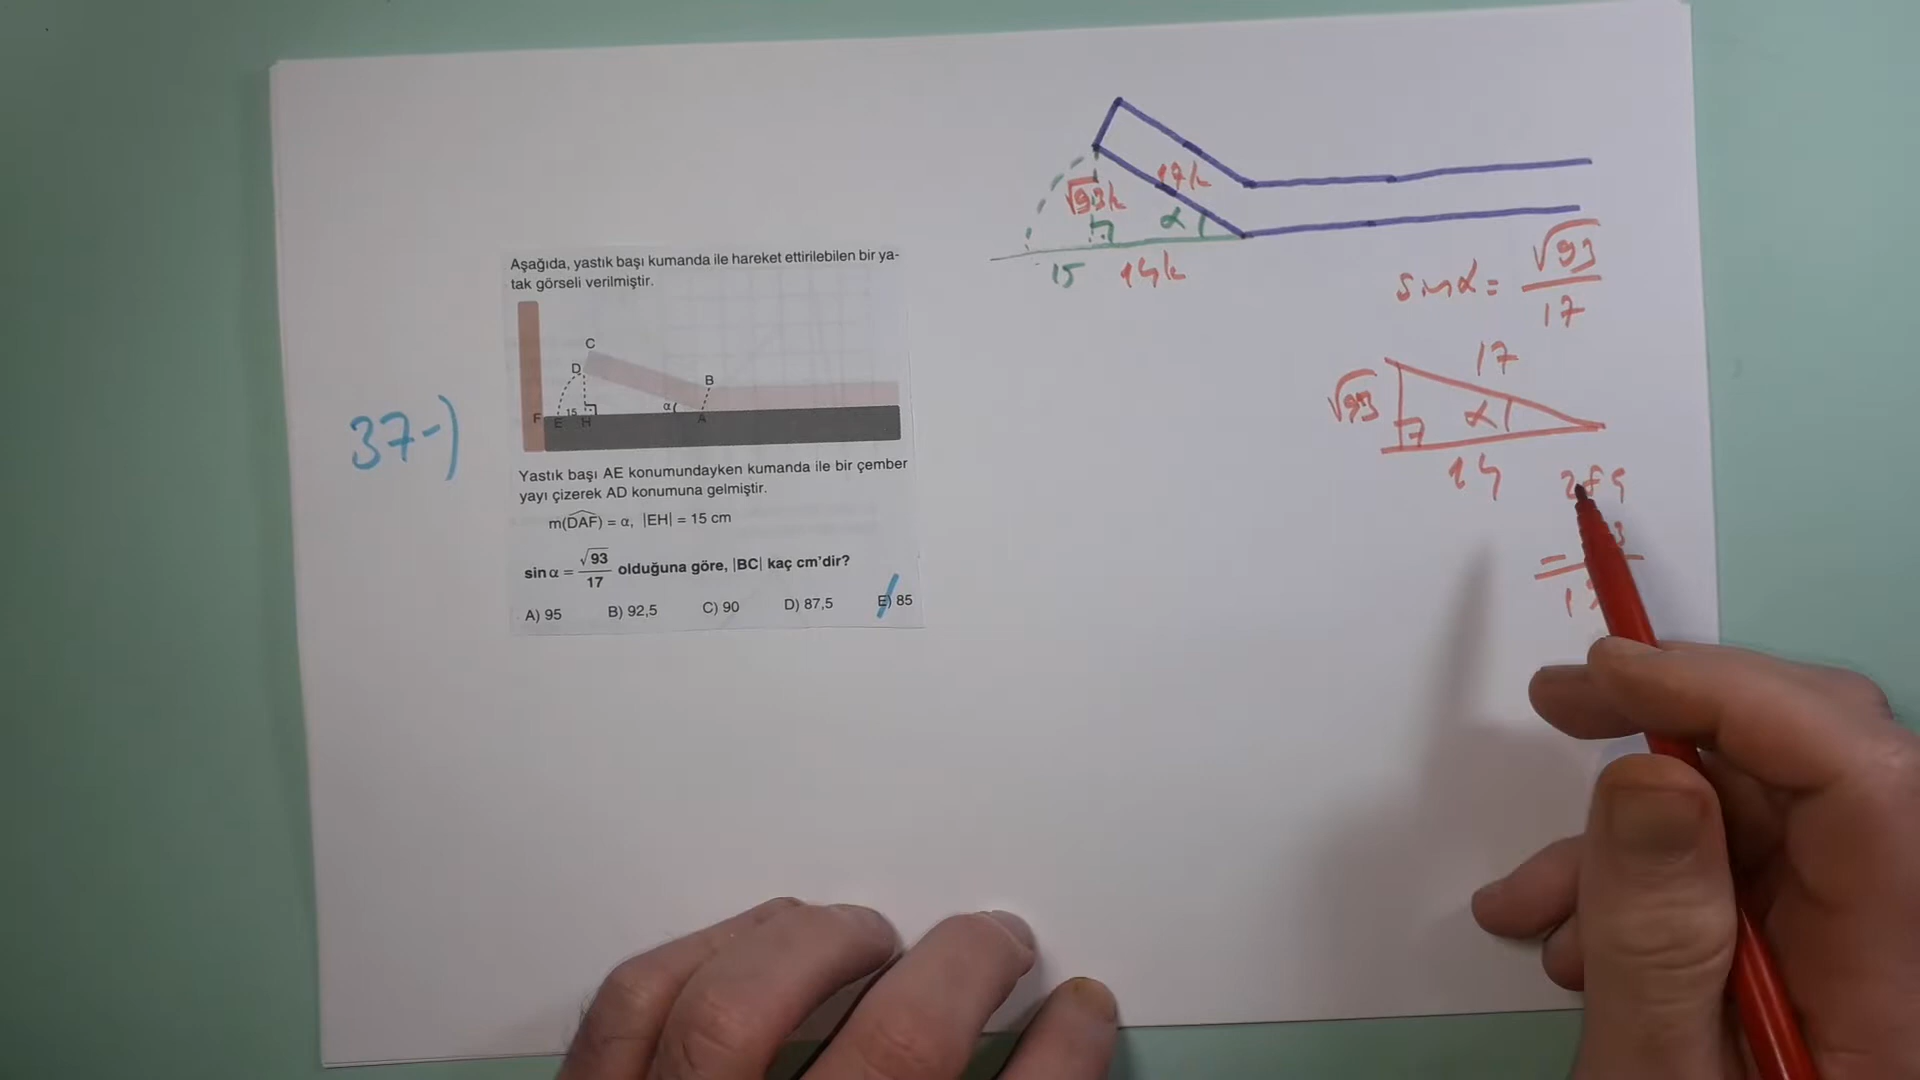 37-)
Aşağıda, yastık başı kumanda ile hareket ettirilebilen bir ya-
tak görseli verilmiştir.
C
D
B
α
F
E
15
H
A
Yastık başı AE konumundayken kumanda ile bir çember
yayı çizerek AD konumuna gelmiştir.
m(DAF) = α, |EH| = 15 cm
sin α = √93/17 olduğuna göre, |BC| kaç cm'dir?
A) 95 B) 92,5 C) 90 D) 87,5 E) 85
17k
√93k
α
15
14k
sinα = √93/17
17
√93
α
14
289